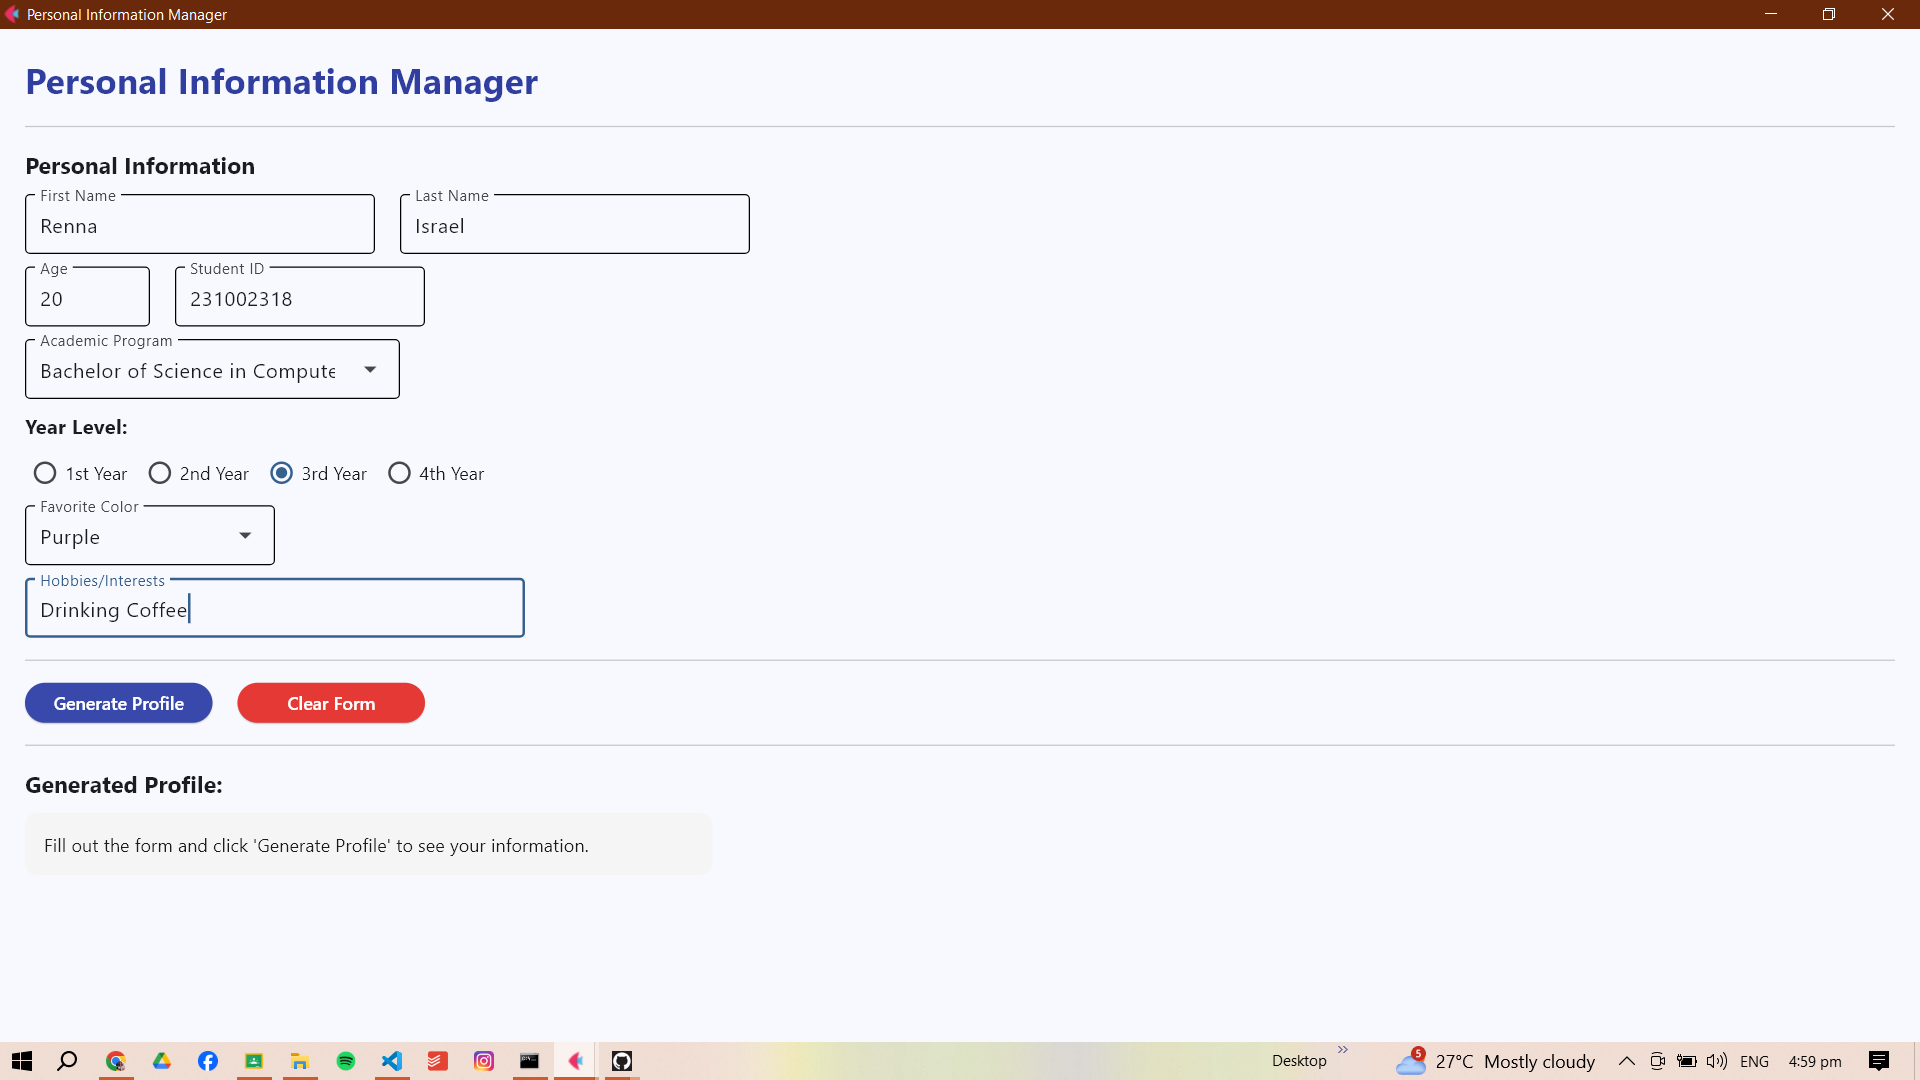 Personal Information Manager
Personal Information Manager
Personal Information
First Name
Last Name
Renna
Israel
Age
Student ID
20
231002318
Academic Program
Bachelor of Science in Compute
Year Level:
1st Year 2nd Year 3rd Year 4th Year
Favorite Color
Purple
Hobbies/Interests
Drinking Coffee
Generate Profile Clear Form
Generated Profile:
Fill out the form and click 'Generate Profile' to see your information.
Desktop » 5 27°C Mostly cloudy ENG 4:59 pm